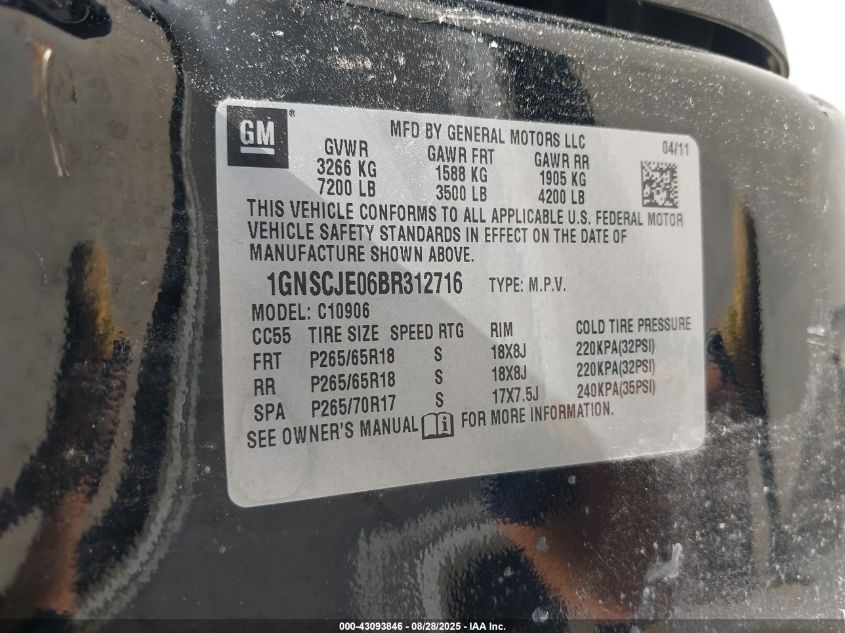 GM ®
MFD BY GENERAL MOTORS LLC
04/11
GVWR GAWR FRT GAWR RR
3266 KG 1588 KG 1905 KG
7200 LB 3500 LB 4200 LB
THIS VEHICLE CONFORMS TO ALL APPLICABLE U.S. FEDERAL MOTOR
VEHICLE SAFETY STANDARDS IN EFFECT ON THE DATE OF
MANUFACTURE SHOWN ABOVE.
1GNSCJE06BR312716 TYPE: M.P.V.
MODEL: C10906
CC55 TIRE SIZE SPEED RTG RIM COLD TIRE PRESSURE
FRT P265/65R18 S 18X8J 220KPA(32PSI)
RR P265/65R18 S 18X8J 220KPA(32PSI)
SPA P265/70R17 S 17X7.5J 240KPA(35PSI)
SEE OWNER'S MANUAL i FOR MORE INFORMATION.
000-43093846 - 08/28/2025 - IAA Inc.